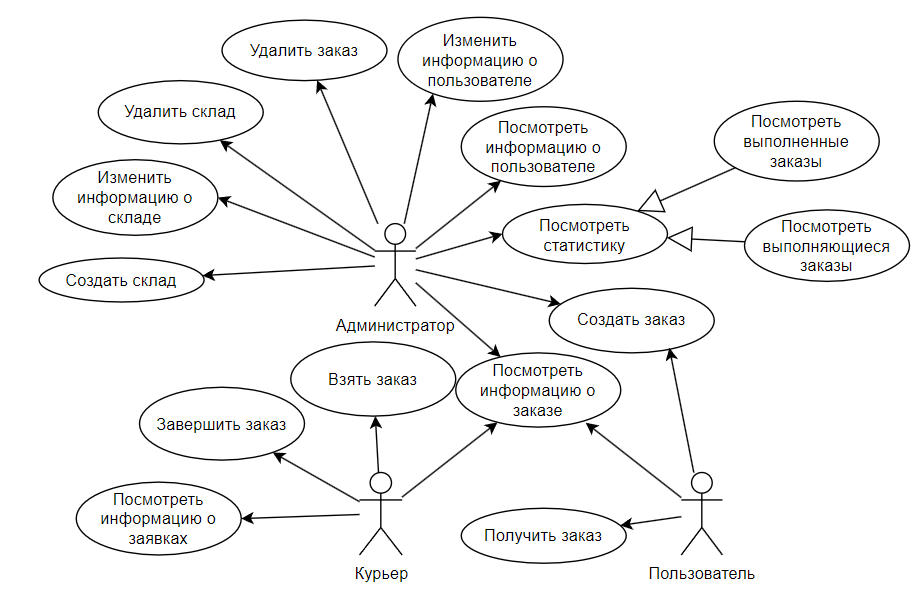 Удалить заказ
Изменить
информацию о
пользователе
Удалить склад
Посмотреть
информацию о
пользователе
Посмотреть
выполненные
заказы
Изменить
информацию о
складе
Посмотреть
статистику
Посмотреть
выполняющиеся
заказы
Создать склад
Администратор
Создать заказ
Взять заказ
Посмотреть
информацию о
заказе
Завершить заказ
Посмотреть
информацию о
заявках
Получить заказ
Курьер
Пользователь